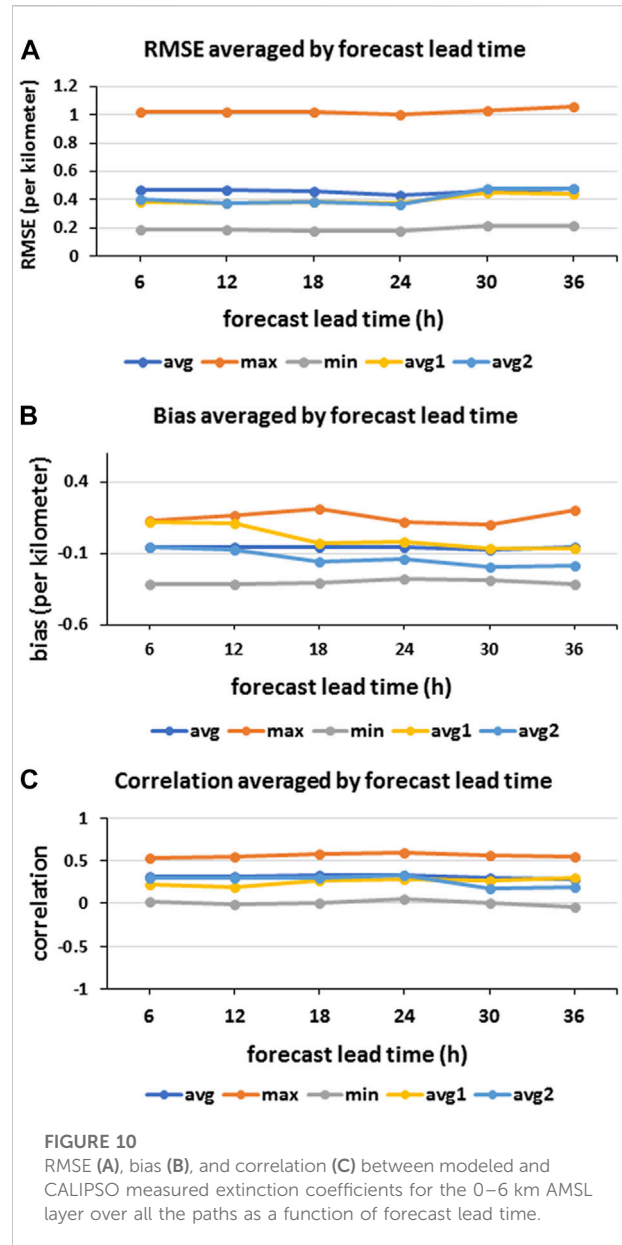 A
RMSE averaged by forecast lead time
RMSE (per kilometer)
1.2
1
0.8
0.6
0.4
0.2
0
6 12 18 24 30 36
forecast lead time (h)
avg max min avg1 avg2
B
Bias averaged by forecast lead time
bias (per kilometer)
0.4
-0.1
-0.6
6 12 18 24 30 36
forecast lead time (h)
avg max min avg1 avg2
C
Correlation averaged by forecast lead time
correlation
1
0.5
0
-0.5
-1
6 12 18 24 30 36
forecast lead time (h)
avg max min avg1 avg2
FIGURE 10
RMSE (A), bias (B), and correlation (C) between modeled and
CALIPSO measured extinction coefficients for the 0–6 km AMSL
layer over all the paths as a function of forecast lead time.